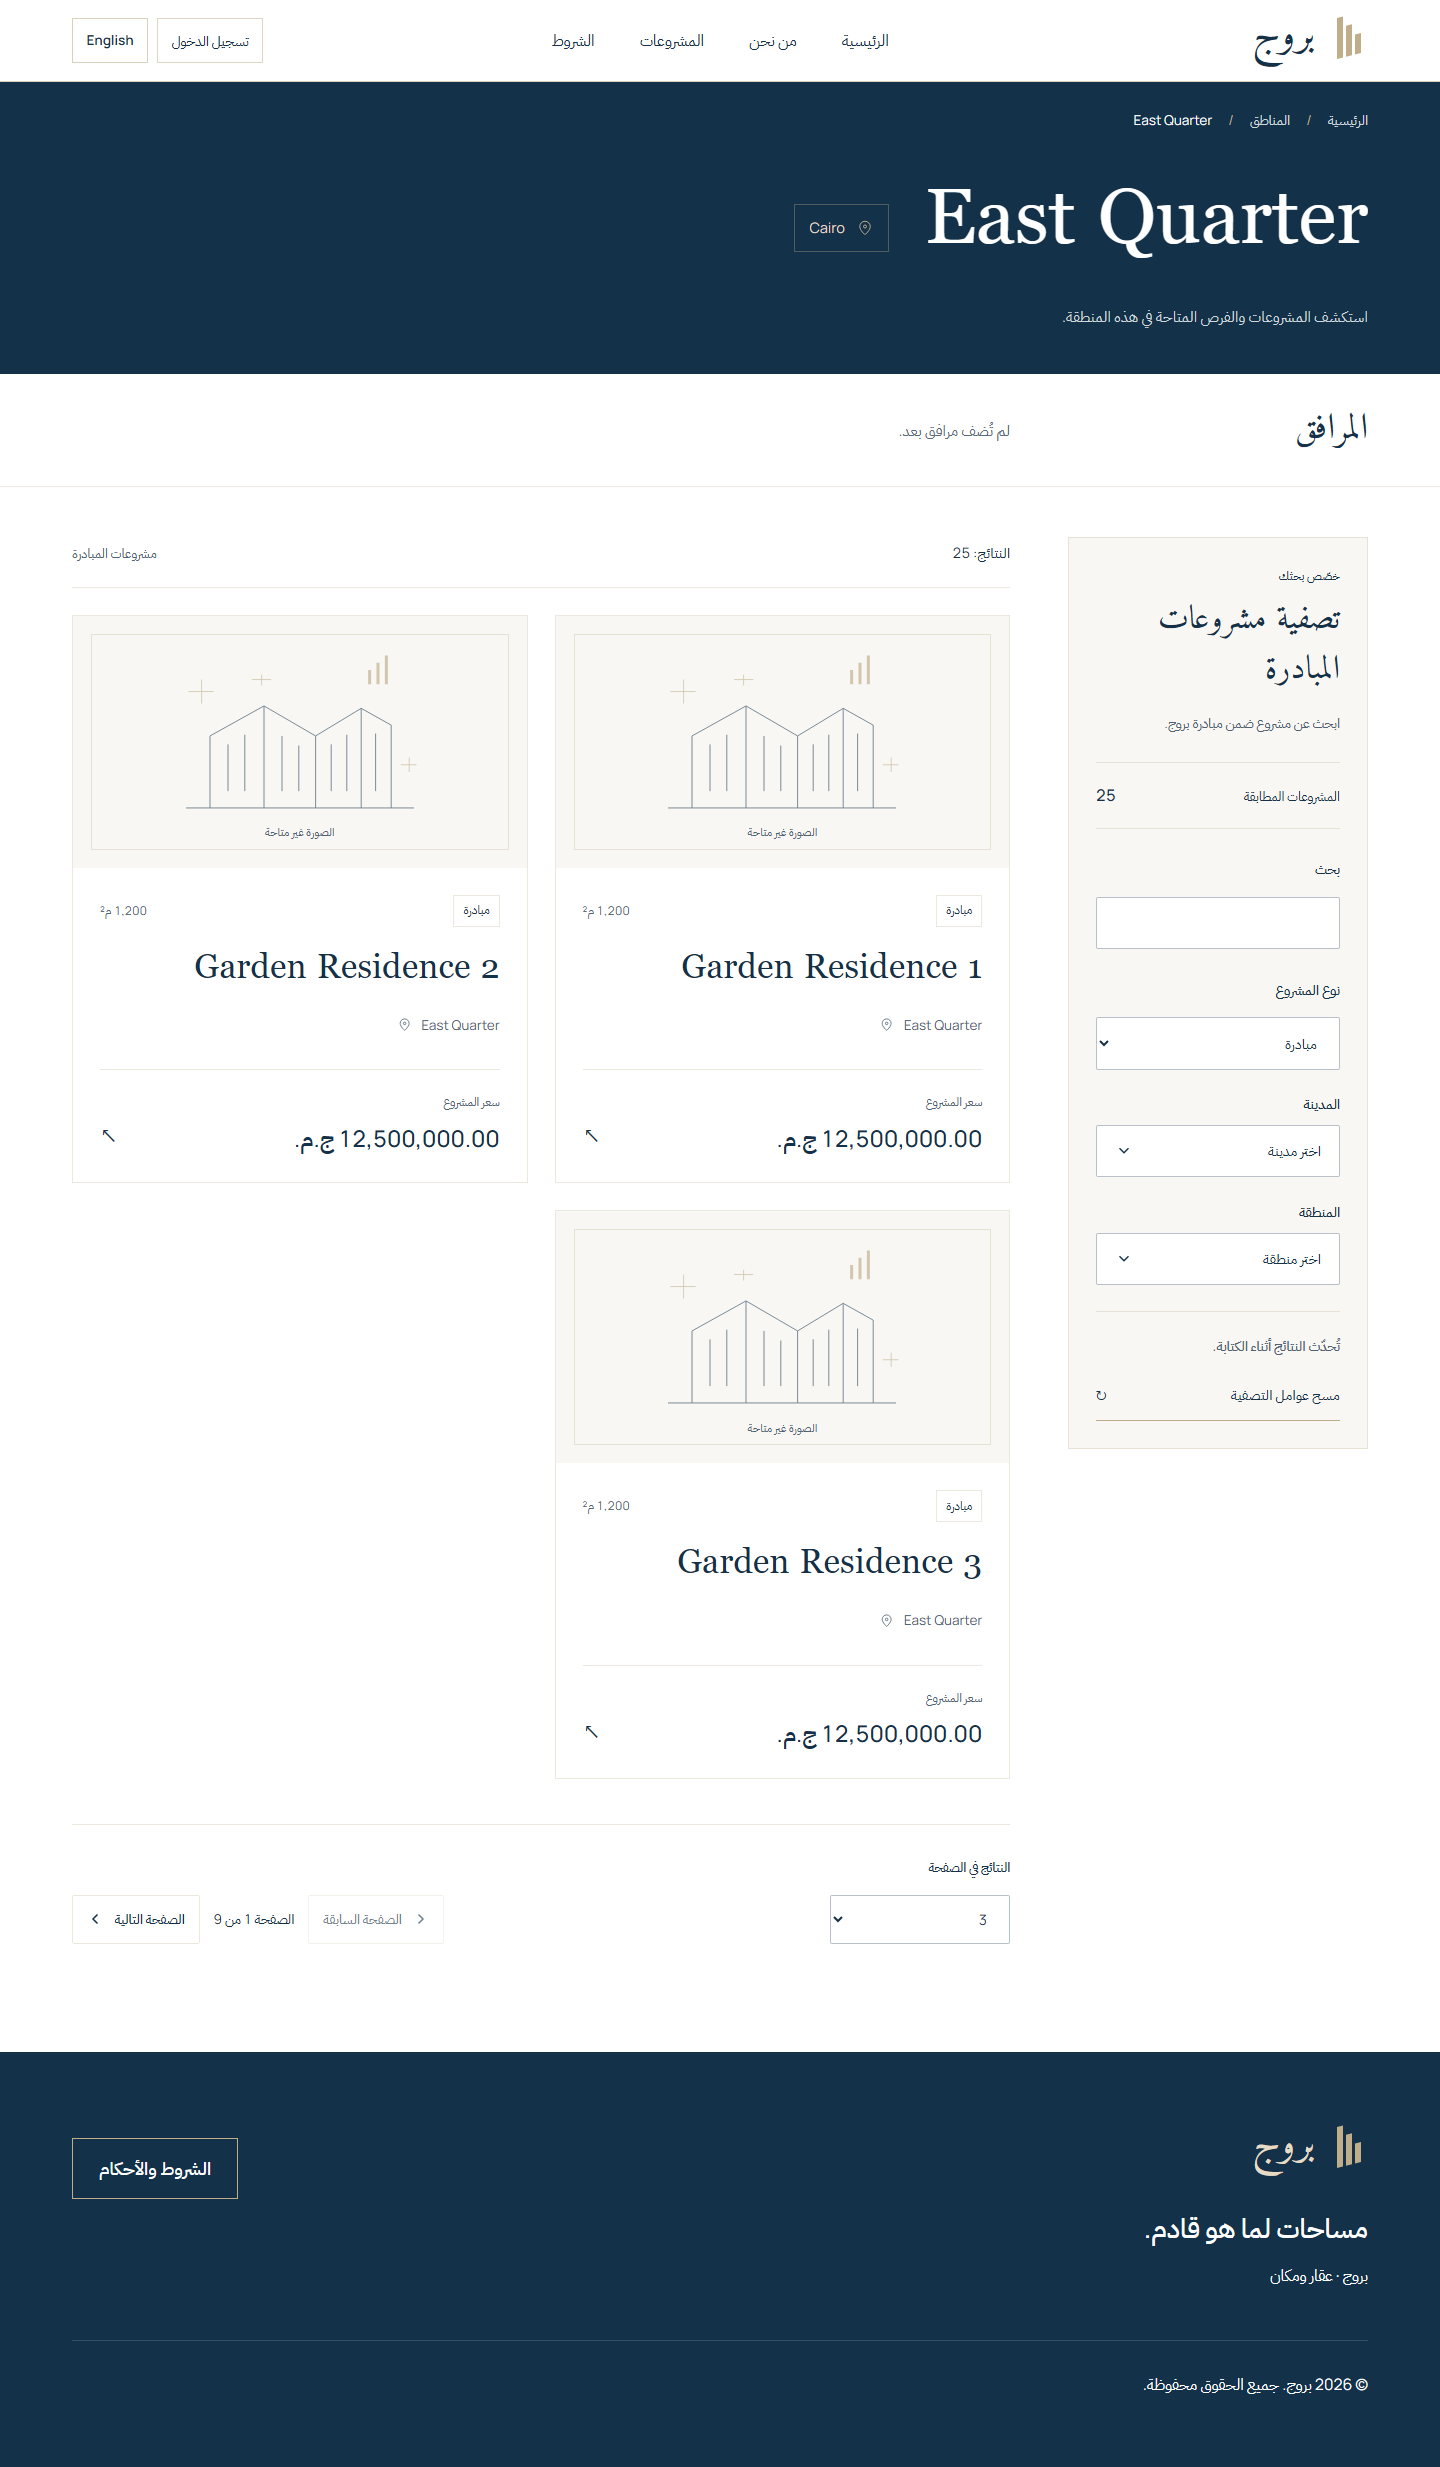 بروج
الرئيسية
من نحن
المشروعات
الشروط
تسجيل الدخول
English
الرئيسية / المناطق / East Quarter
East Quarter
Cairo
استكشف المشروعات والفرص المتاحة في هذه المنطقة.
المرافق
لم تُضف مرافق بعد.
خصّص بحثك
تصفية مشروعات
المبادرة
ابحث عن مشروع ضمن مبادرة بروج.
المشروعات المطابقة
25
بحث
نوع المشروع
مبادرة
المدينة
اختر مدينة
المنطقة
اختر منطقة
تُحدّث النتائج أثناء الكتابة.
مسح عوامل التصفية
↻
النتائج: 25
مشروعات المبادرة
الصورة غير متاحة
مبادرة
1,200 م²
Garden Residence 1
East Quarter
سعر المشروع
12,500,000.00 ج.م.
الصورة غير متاحة
مبادرة
1,200 م²
Garden Residence 2
East Quarter
سعر المشروع
12,500,000.00 ج.م.
الصورة غير متاحة
مبادرة
1,200 م²
Garden Residence 3
East Quarter
سعر المشروع
12,500,000.00 ج.م.
النتائج في الصفحة
3
الصفحة السابقة
الصفحة 1 من 9
الصفحة التالية
بروج
مساحات لما هو قادم.
بروج · عقار ومكان
الشروط والأحكام
© 2026 بروج. جميع الحقوق محفوظة.